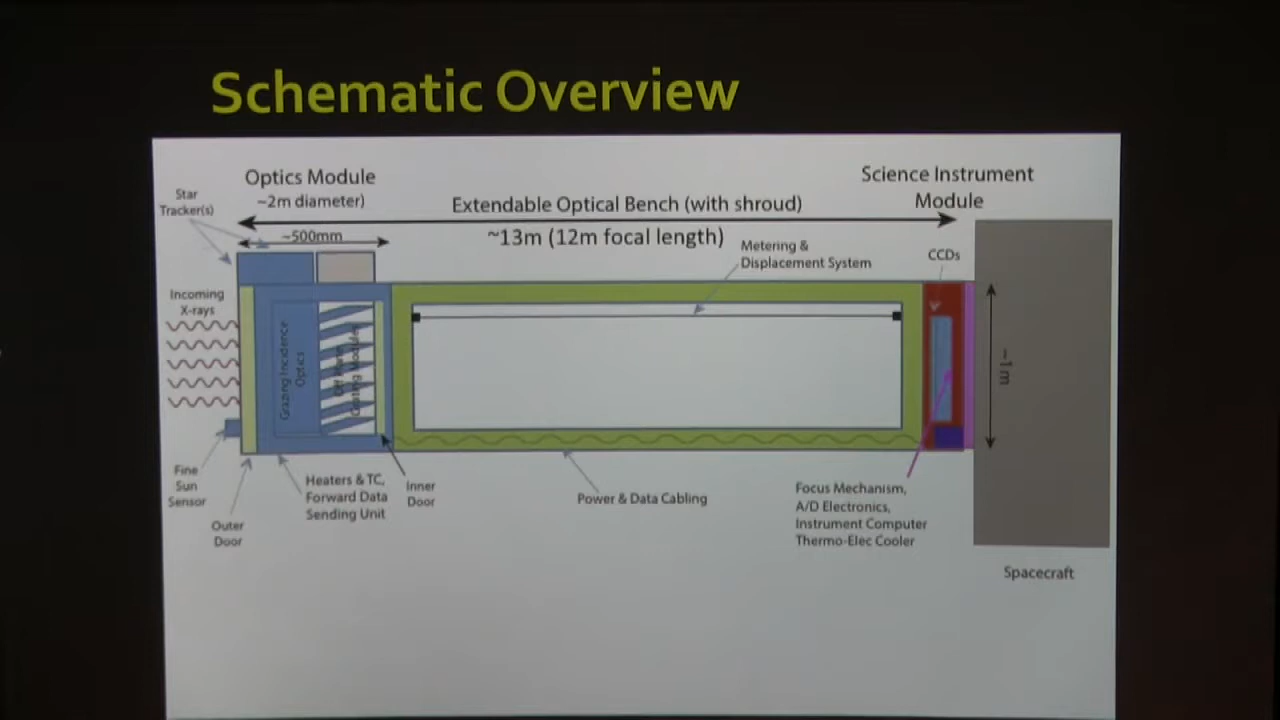 Schematic Overview
Optics Module
~2m diameter)
Science Instrument
Module
Star
Tracker(s)
Extendable Optical Bench (with shroud)
~500mm
~13m (12m focal length)
Metering &
Displacement System
CCDs
Incoming
X-rays
Grazing Incidence
Optics
Grating Modules
~1m
Fine
Sun
Sensor
Outer
Door
Heaters & TC,
Forward Data
Sending Unit
Inner
Door
Power & Data Cabling
Focus Mechanism,
A/D Electronics,
Instrument Computer
Thermo-Elec Cooler
Spacecraft